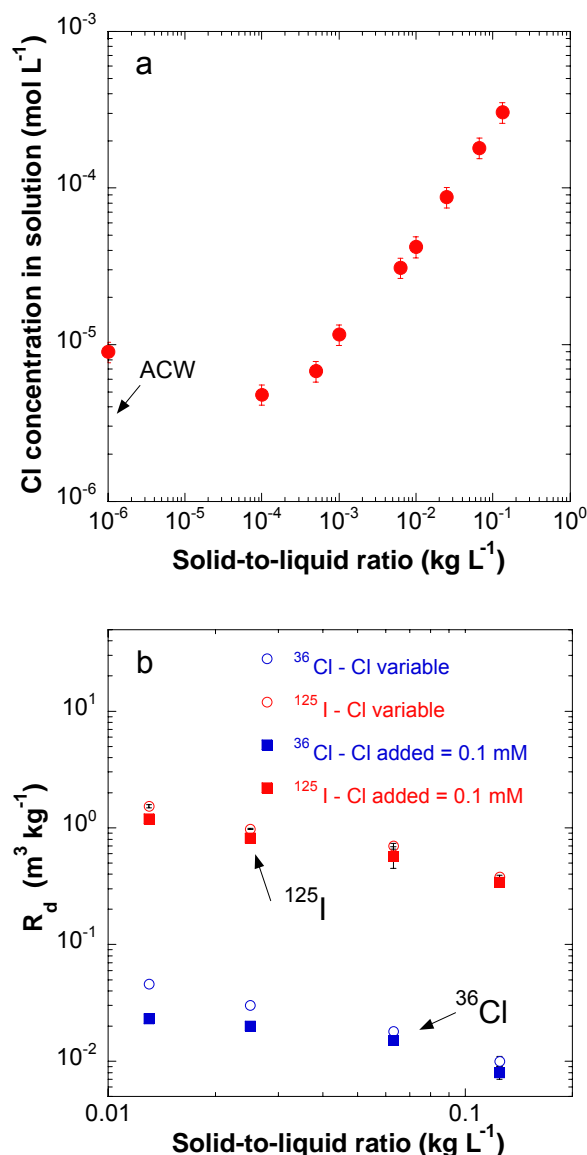 a
Cl concentration in solution (mol L⁻¹)
10⁻³
10⁻⁴
10⁻⁵
10⁻⁶
ACW
10⁻⁶ 10⁻⁵ 10⁻⁴ 10⁻³ 10⁻² 10⁻¹ 10⁰
Solid-to-liquid ratio (kg L⁻¹)
b
³⁶Cl - Cl variable
¹²⁵I - Cl variable
³⁶Cl - Cl added = 0.1 mM
¹²⁵I - Cl added = 0.1 mM
R_d (m³ kg⁻¹)
10¹
10⁰
10⁻¹
10⁻²
¹²⁵I
³⁶Cl
0.01 0.1
Solid-to-liquid ratio (kg L⁻¹)